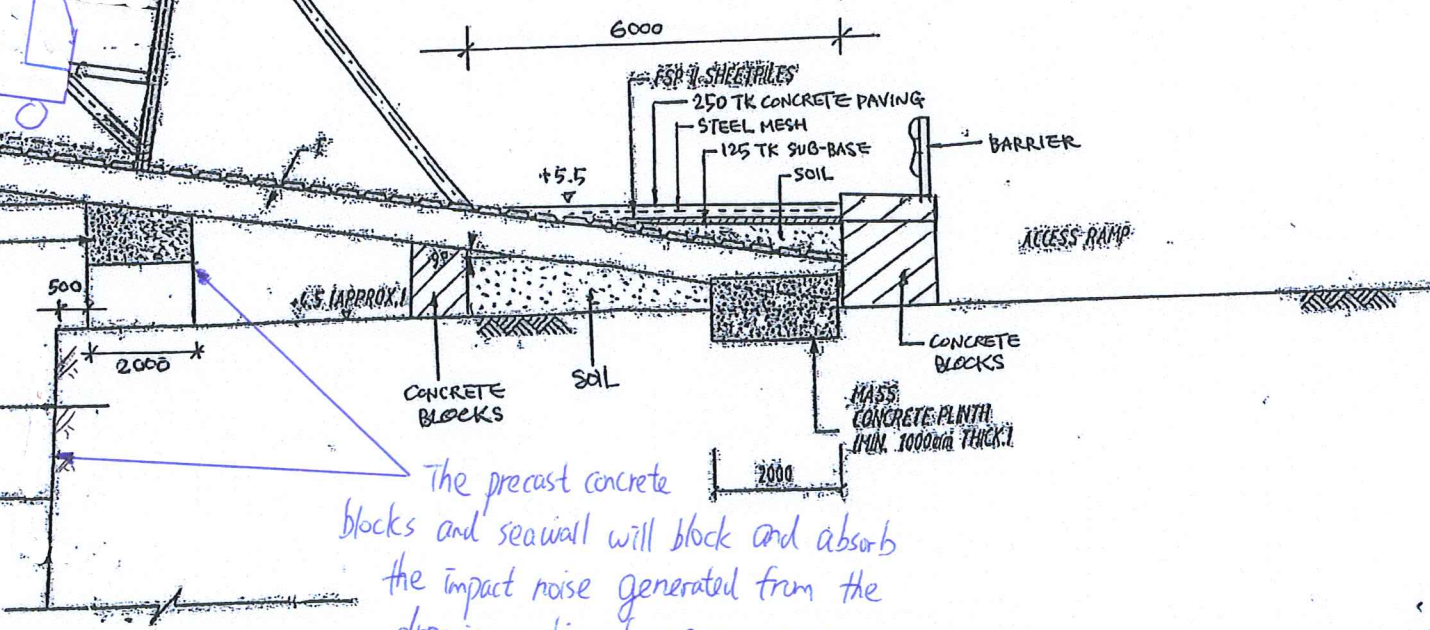 6000
FSP II SHEETPILES
250 TK CONCRETE PAVING
STEEL MESH
125 TK SUB-BASE
SOIL
+5.5
BARRIER
ACCESS RAMP
500
(APPROX.)
9°
2000
CONCRETE
BLOCKS
SOIL
CONCRETE
BLOCKS
MASS
CONCRETE PLINTH
(MIN. 1000mm THICK.)
2000
The precast concrete
blocks and seawall will block and absorb
the impact noise generated from the